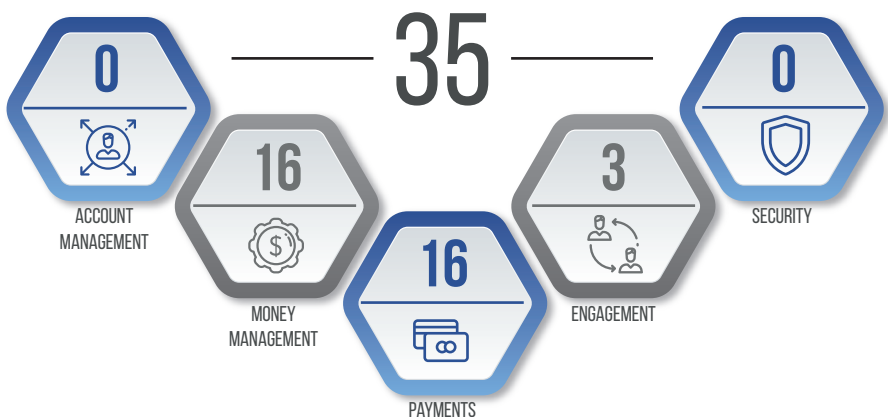 35
0
ACCOUNT
MANAGEMENT
16
$
MONEY
MANAGEMENT
16
PAYMENTS
3
ENGAGEMENT
0
SECURITY